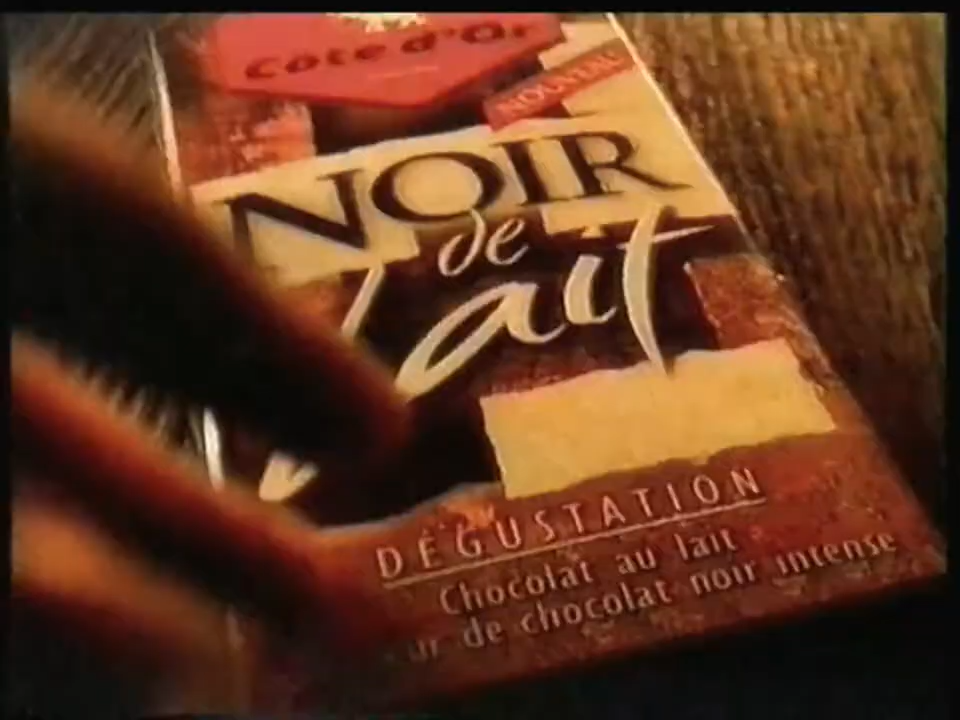 Côte d'Or
NOUVEAU
NOIR
de
Lait
DÉGUSTATION
Chocolat au lait
de chocolat noir intense